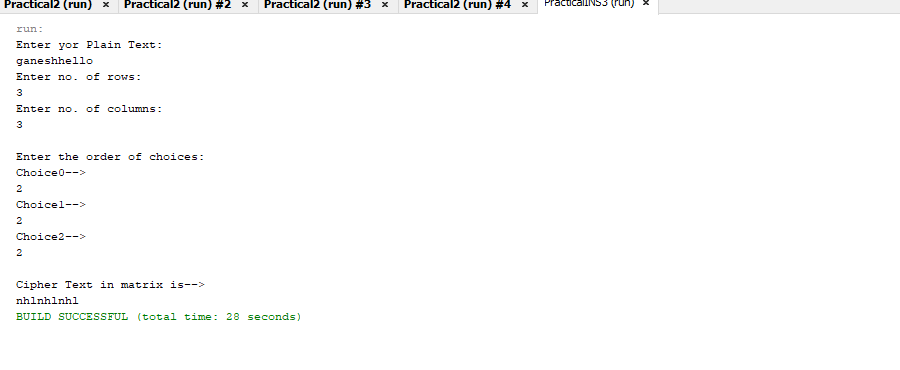 Practical2 (run) × Practical2 (run) #2 × Practical2 (run) #3 × Practical2 (run) #4 × PracticalINS3 (run) ×
run:
Enter yor Plain Text:
ganeshhello
Enter no. of rows:
3
Enter no. of columns:
3
Enter the order of choices:
Choice0-->
2
Choice1-->
2
Choice2-->
2
Cipher Text in matrix is-->
nhlnhlnhl
BUILD SUCCESSFUL (total time: 28 seconds)